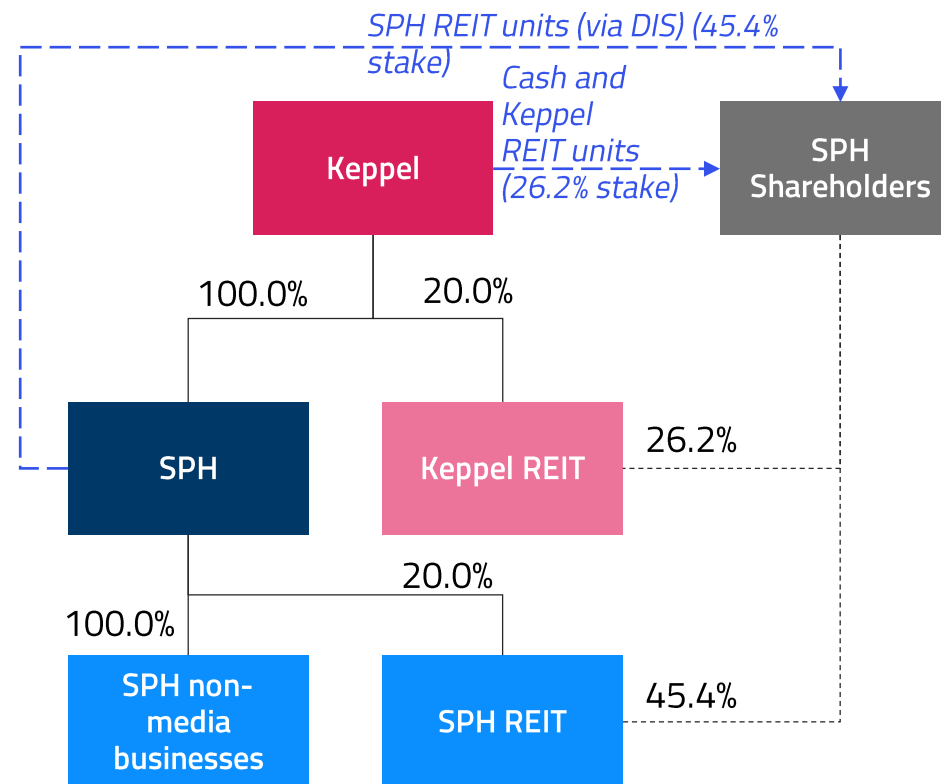 SPH REIT units (via DIS) (45.4%
stake)
Cash and
Keppel
REIT units
(26.2% stake)
Keppel
SPH
Shareholders
100.0%
20.0%
SPH
Keppel REIT
26.2%
20.0%
100.0%
SPH non-
media
businesses
SPH REIT
45.4%